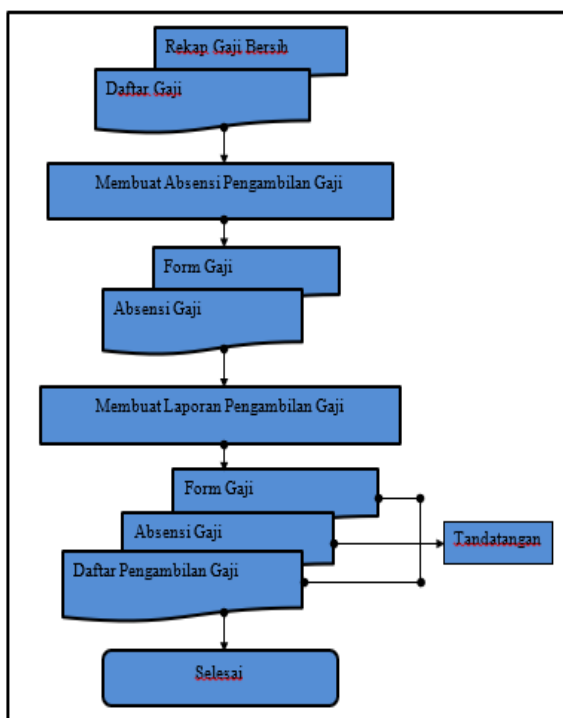 Rekap Gaji Bersih
Daftar Gaji
Membuat Absensi Pengambilan Gaji
Form Gaji
Absensi Gaji
Membuat Laporan Pengambilan Gaji
Form Gaji
Absensi Gaji
Tandatangan
Daftar Pengambilan Gaji
Selesai